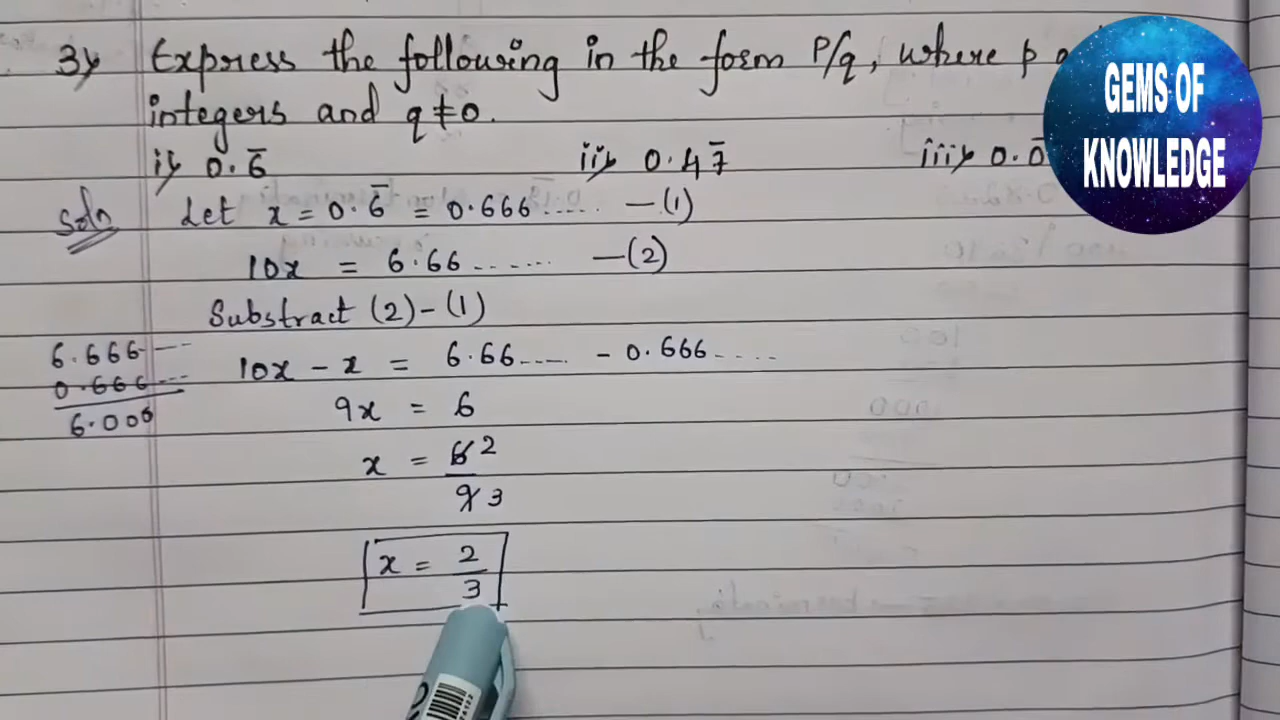 3) Express the following in the form P/q, where p
integers and q ≠ 0.
i) 0.6̅ ii) 0.47̅ iii) 0.0
Soln Let x = 0.6̅ = 0.666...... —(1)
10x = 6.66....... —(2)
Substract (2)-(1)
10x - x = 6.66...... - 0.666....
9x = 6
x = 6 2
9 3
x = 2
3
6.666 ---
0.666 ---
6.006
GEMS OF
KNOWLEDGE